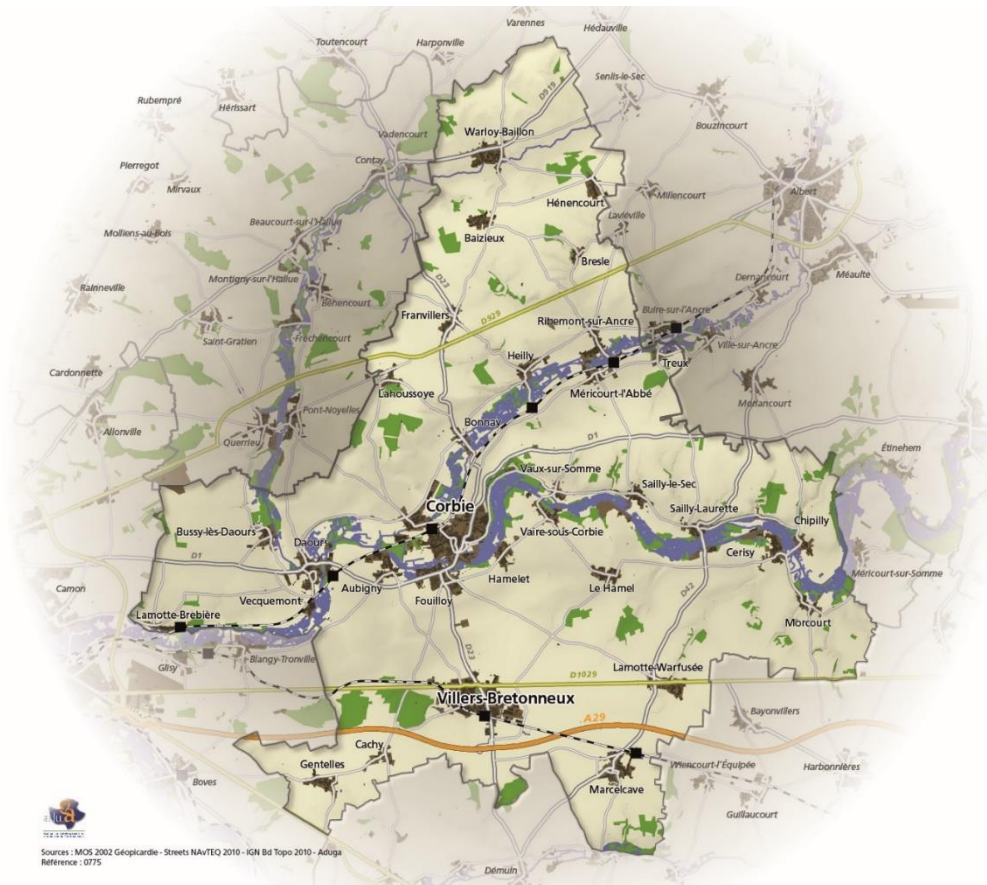 Varennes
Hédauville
Toutencourt
Harponville
D919
Senlis-le-Sec
Hérissart
Rubempré
Bouzincourt
Vadencourt
Warloy-Baillon
Contay
Pierregot
Mirvaux
Millencourt
Albert
Hénencourt
Beaucourt-sur-l'Hallue
Laviéville
Molliens-au-Bois
Baizieux
Bresle
Montigny-sur-l'Hallue
Dernancourt
Méaulte
Rainneville
D23
Béhencourt
Franvillers
D929
Ribemont-sur-Ancre
Buire-sur-l'Ancre
Saint-Gratien
Fréchencourt
Heilly
Ville-sur-Ancre
Treux
Cardonnette
Lahoussoye
Méricourt-l'Abbé
Morlancourt
Pont-Noyelles
Allonville
Bonnay
D1
Querrieu
Étinehem
Vaux-sur-Somme
Sailly-le-Sec
Corbie
Sailly-Laurette
Chipilly
Bussy-lès-Daours
Vaire-sous-Corbie
Daours
D1
Cerisy
Hamelet
Méricourt-sur-Somme
Camon
Aubigny
Le Hamel
D42
Vecquemont
Fouilloy
Lamotte-Brebière
Morcourt
D23
Glisy
Blangy-Tronville
Lamotte-Warfusée
D1029
Villers-Bretonneux
A29
Bayonvillers
Cachy
Gentelles
Wiencourt-l'Équipée
Harbonnières
Boves
Marcelcave
Guillaucourt
Sources : MOS 2002 Géopicardie - Streets NAvTEQ 2010 - IGN Bd Topo 2010 - Aduga
Référence : 0775
Démuin